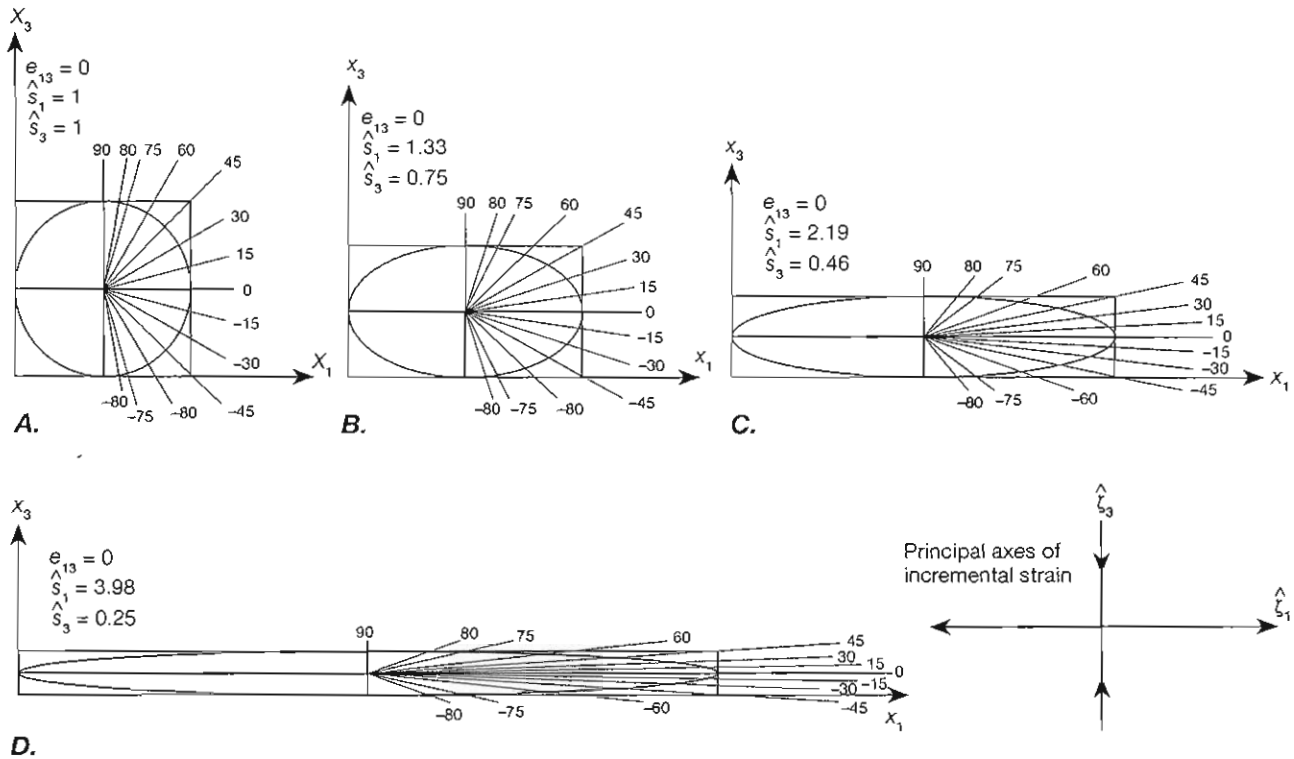 X₃
e₁₃ = 0
ŝ₁ = 1
ŝ₃ = 1
90 80 75 60 45
30
15
0
–15
–30
X₁
–80 –75 –80 –45
A.
x₃
e₁₃ = 0
ŝ₁ = 1.33
ŝ₃ = 0.75
90 80 75 60 45
30
15
0
–15
–30
x₁
–80 –75 –80 –45
B.
x₃
e₁₃ = 0
ŝ₁ = 2.19
ŝ₃ = 0.46
90 80 75 60 45
30
15
0
–15
–30
x₁
–80 –75 –60 –45
C.
x₃
e₁₃ = 0
ŝ₁ = 3.98
ŝ₃ = 0.25
90 80 75 60 45
30
15
0
–15
–30
–80 –75 –60 –45
x₁
D.
ζ̂₃
Principal axes of
incremental strain
ζ̂₁